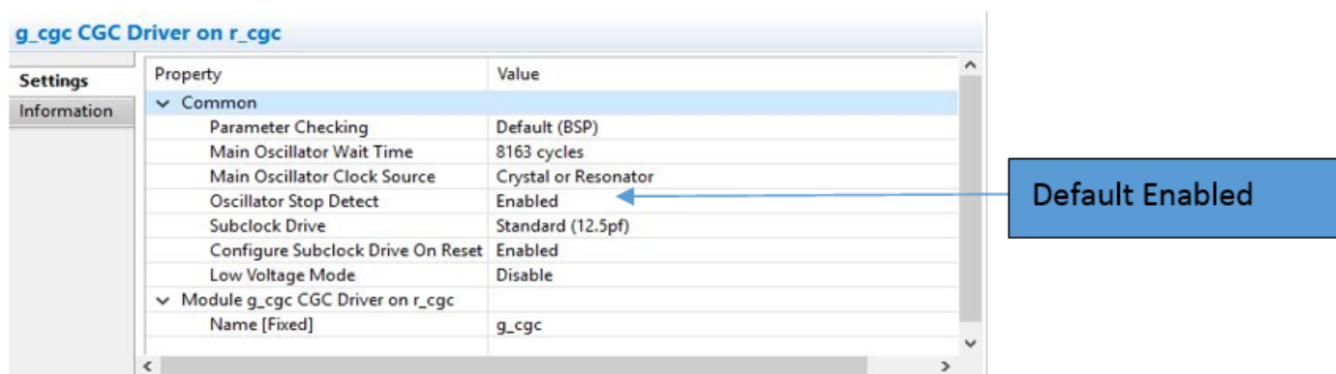 g_cgc CGC Driver on r_cgc
Settings
Information
Property Value
Common
Parameter Checking Default (BSP)
Main Oscillator Wait Time 8163 cycles
Main Oscillator Clock Source Crystal or Resonator
Oscillator Stop Detect Enabled
Subclock Drive Standard (12.5pf)
Configure Subclock Drive On Reset Enabled
Low Voltage Mode Disable
Module g_cgc CGC Driver on r_cgc
Name [Fixed] g_cgc
Default Enabled